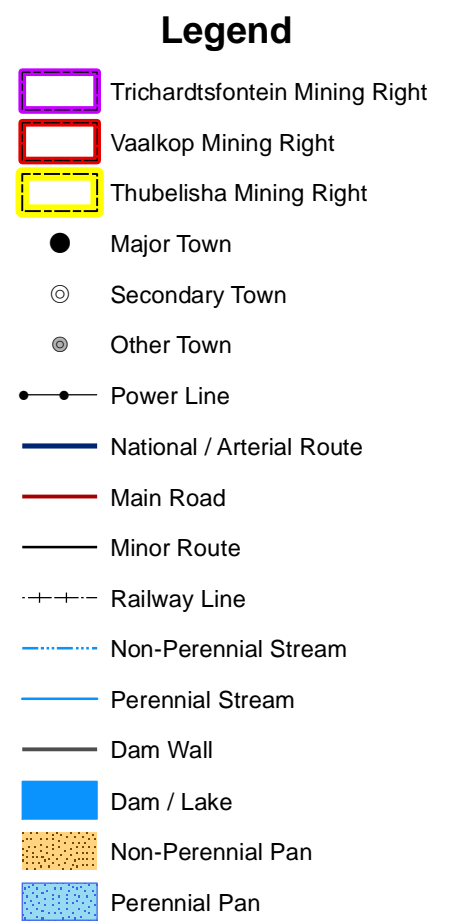 Legend
Trichardtsfontein Mining Right
Vaalkop Mining Right
Thubelisha Mining Right
Major Town
Secondary Town
Other Town
Power Line
National / Arterial Route
Main Road
Minor Route
Railway Line
Non-Perennial Stream
Perennial Stream
Dam Wall
Dam / Lake
Non-Perennial Pan
Perennial Pan